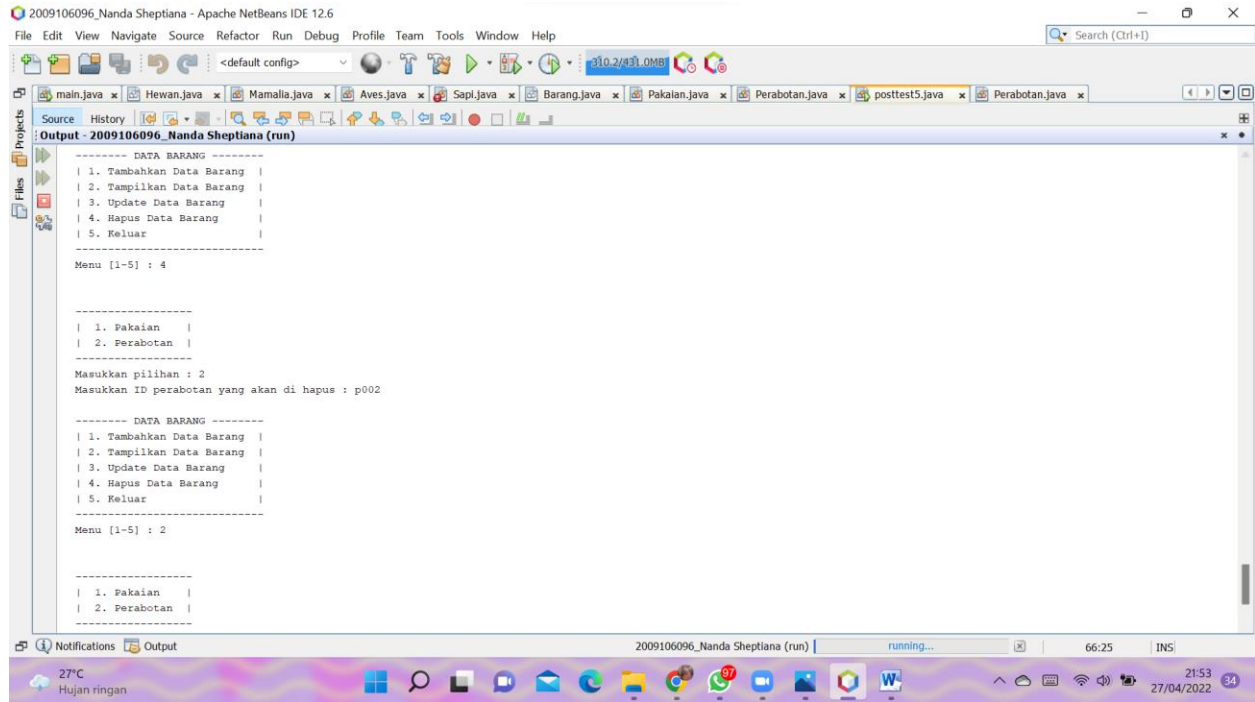 2009106096_Nanda Sheptiana - Apache NetBeans IDE 12.6
File Edit View Navigate Source Refactor Run Debug Profile Team Tools Window Help
Search (Ctrl+I)
<default config>
310.2/431.0MB
main.java Hewan.java Mamalia.java Aves.java Sapi.java Barang.java Pakaian.java Perabotan.java posttest5.java Perabotan.java
Projects
Files
Source History
Output - 2009106096_Nanda Sheptiana (run)
-------- DATA BARANG --------
| 1. Tambahkan Data Barang |
| 2. Tampilkan Data Barang |
| 3. Update Data Barang |
| 4. Hapus Data Barang |
| 5. Keluar |
-----------------------------
Menu [1-5] : 4
------------------
| 1. Pakaian |
| 2. Perabotan |
------------------
Masukkan pilihan : 2
Masukkan ID perabotan yang akan di hapus : p002
-------- DATA BARANG --------
| 1. Tambahkan Data Barang |
| 2. Tampilkan Data Barang |
| 3. Update Data Barang |
| 4. Hapus Data Barang |
| 5. Keluar |
-----------------------------
Menu [1-5] : 2
------------------
| 1. Pakaian |
| 2. Perabotan |
------------------
Notifications Output 2009106096_Nanda Sheptiana (run) running... 66:25 INS
27°C
Hujan ringan
97
W
21:53
27/04/2022
34